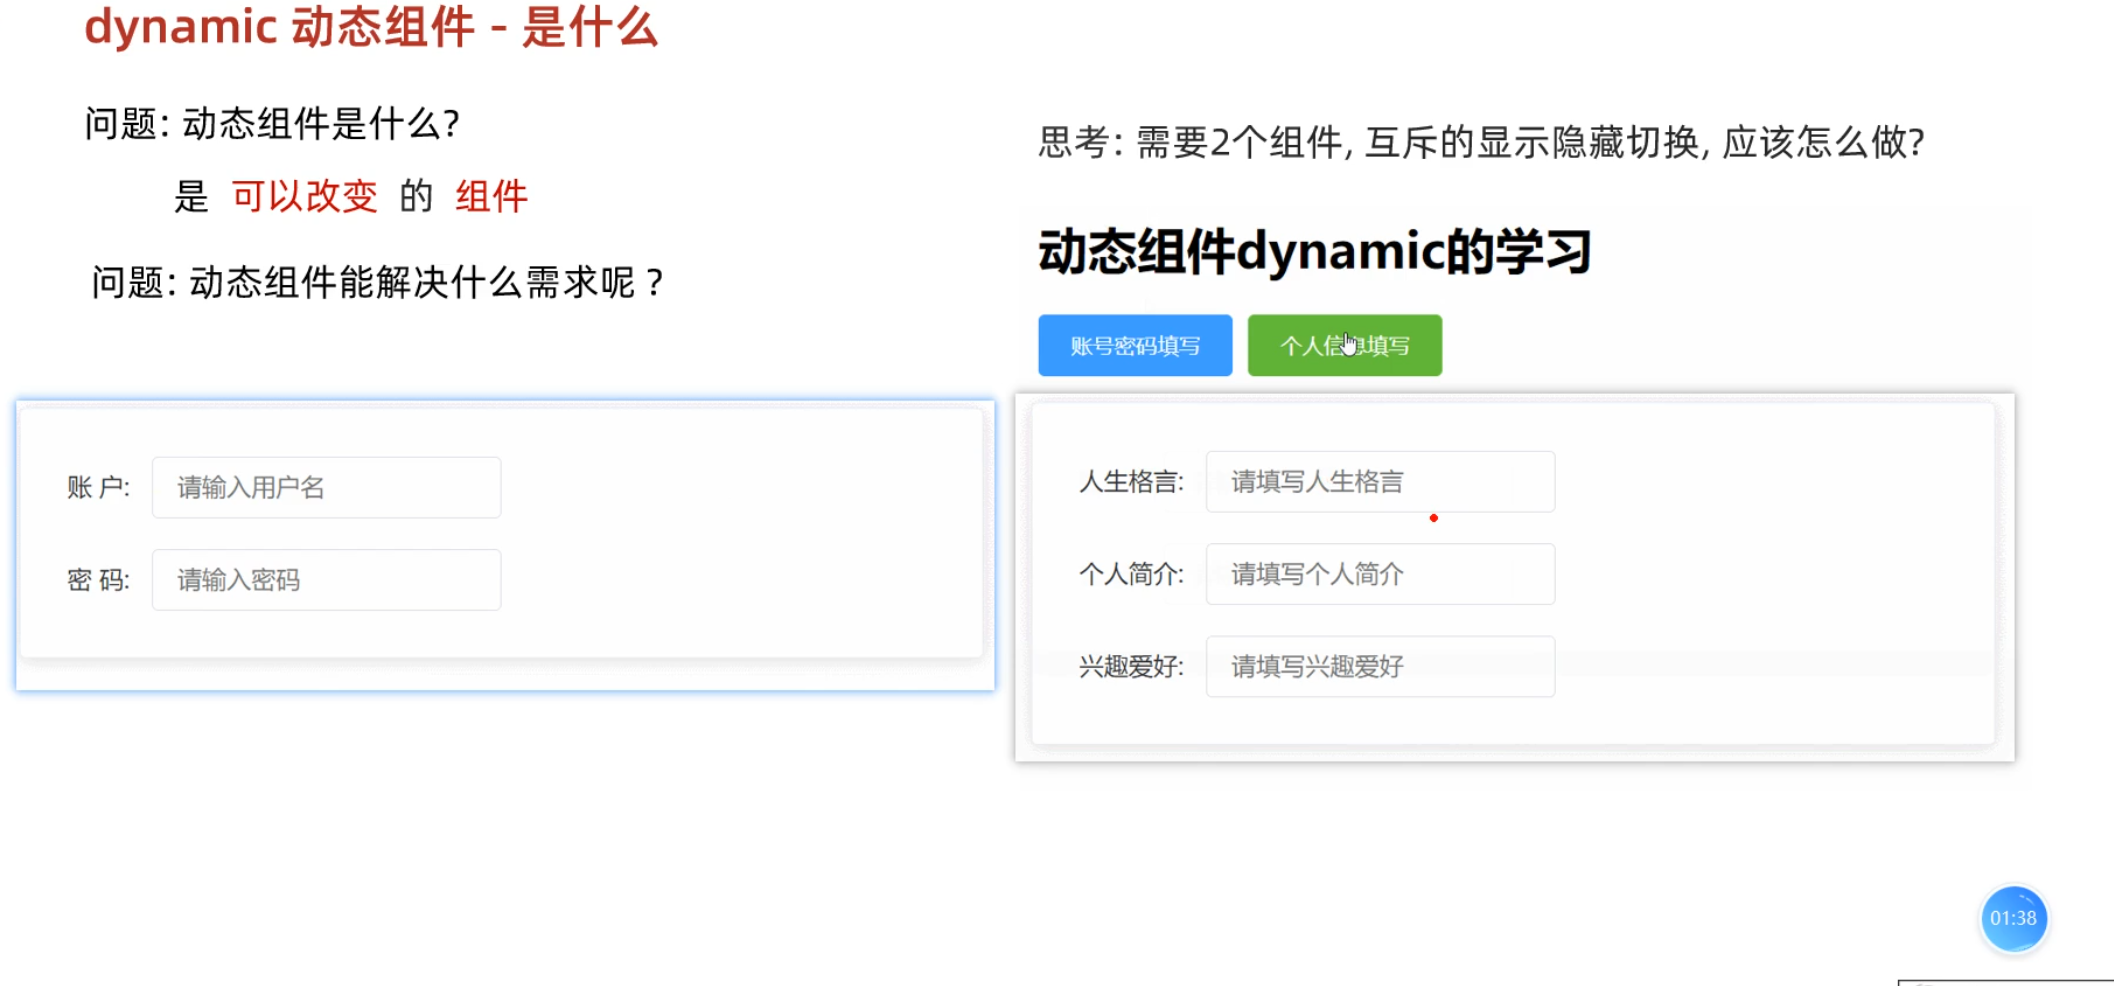 dynamic 动态组件 - 是什么
问题: 动态组件是什么?
是 可以改变 的 组件
问题: 动态组件能解决什么需求呢 ?
账 户: 请输入用户名
密 码: 请输入密码
思考: 需要2个组件, 互斥的显示隐藏切换, 应该怎么做?
动态组件dynamic的学习
账号密码填写 个人信息填写
人生格言: 请填写人生格言
个人简介: 请填写个人简介
兴趣爱好: 请填写兴趣爱好
01:38